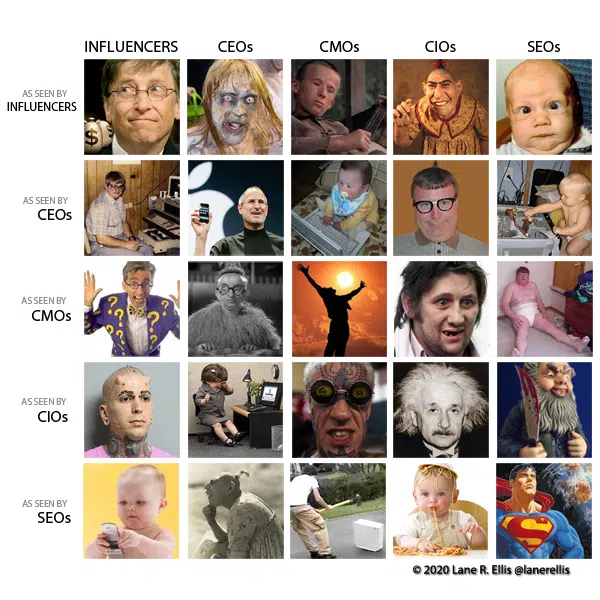 INFLUENCERS CEOs CMOs CIOs SEOs
AS SEEN BY
INFLUENCERS
AS SEEN BY
CEOs
AS SEEN BY
CMOs
AS SEEN BY
CIOs
AS SEEN BY
SEOs
© 2020 Lane R. Ellis @lanerellis